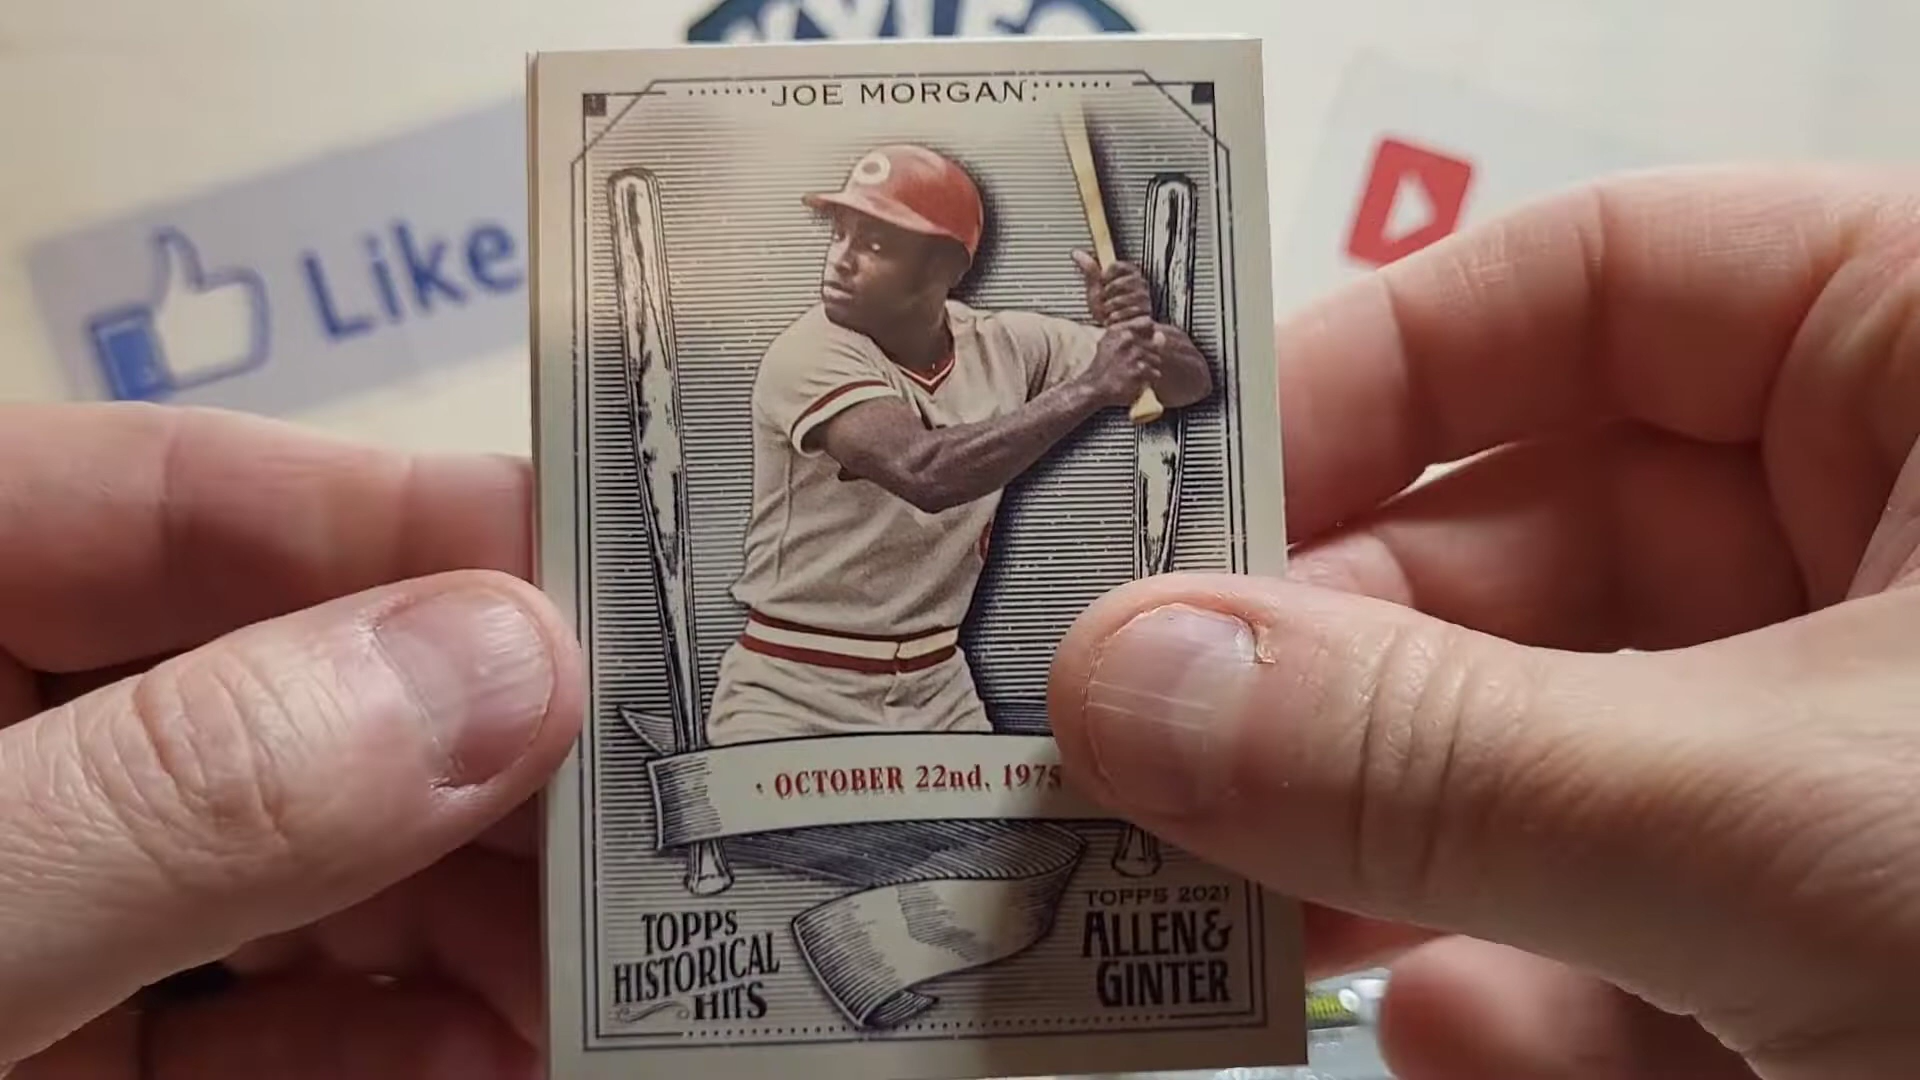 JOE MORGAN
Like
· OCTOBER 22nd, 1975
TOPPS
HISTORICAL
HITS
TOPPS 2021
ALLEN &
GINTER